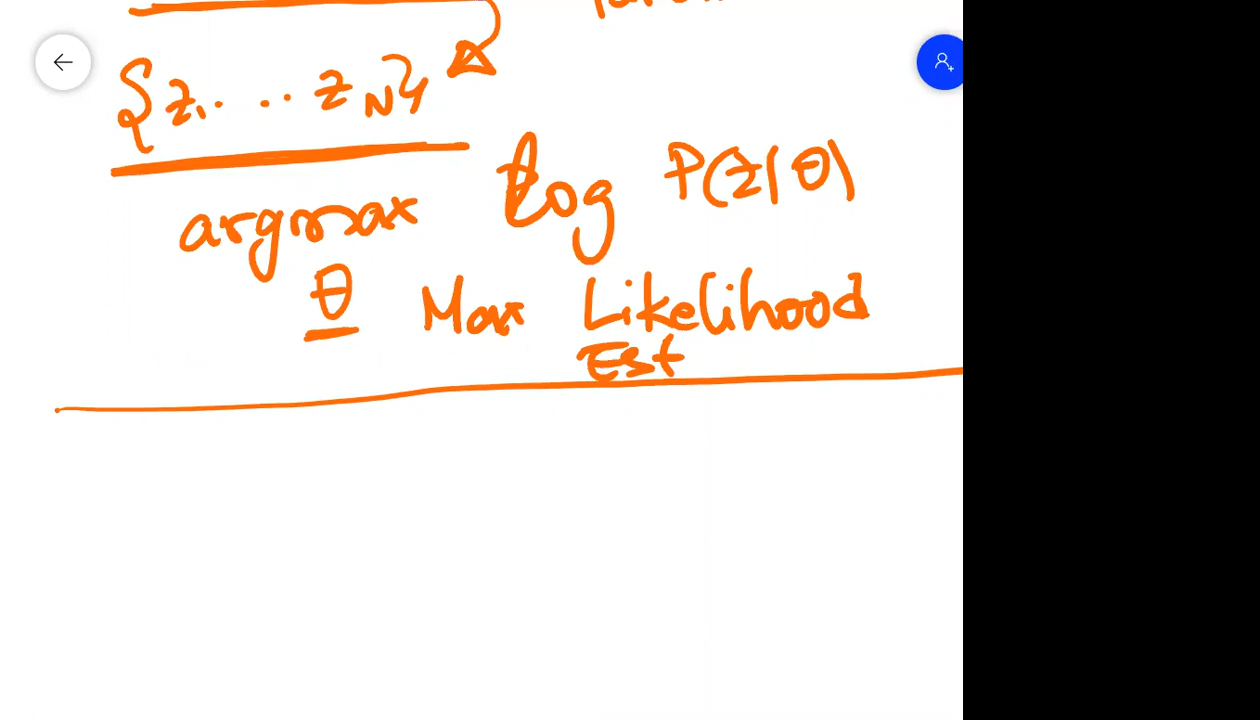 {z₁. . . . z_N}
argmax log P(z|θ)
θ Max Likelihood
Est